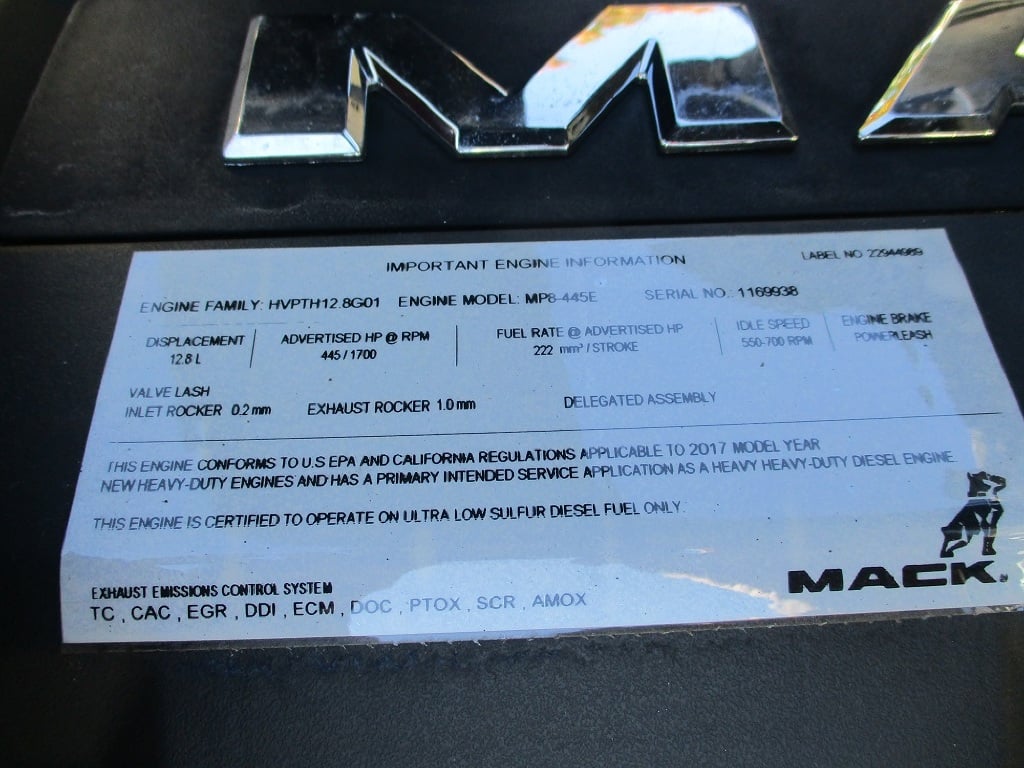 MA
IMPORTANT ENGINE INFORMATION
LABEL NO 22944989
ENGINE FAMILY: HVPTH12.8G01 ENGINE MODEL: MP8-445E SERIAL NO.: 1169938
DISPLACEMENT
12.8 L
ADVERTISED HP @ RPM
445 / 1700
FUEL RATE @ ADVERTISED HP
222 mm³ / STROKE
IDLE SPEED
550-700 RPM
ENGINE BRAKE
POWERLEASH
VALVE LASH
INLET ROCKER 0.2 mm EXHAUST ROCKER 1.0 mm DELEGATED ASSEMBLY
THIS ENGINE CONFORMS TO U.S EPA AND CALIFORNIA REGULATIONS APPLICABLE TO 2017 MODEL YEAR
NEW HEAVY-DUTY ENGINES AND HAS A PRIMARY INTENDED SERVICE APPLICATION AS A HEAVY HEAVY-DUTY DIESEL ENGINE
THIS ENGINE IS CERTIFIED TO OPERATE ON ULTRA LOW SULFUR DIESEL FUEL ONLY.
EXHAUST EMISSIONS CONTROL SYSTEM
TC , CAC , EGR , DDI , ECM , DOC , PTOX , SCR , AMOX
MACK.